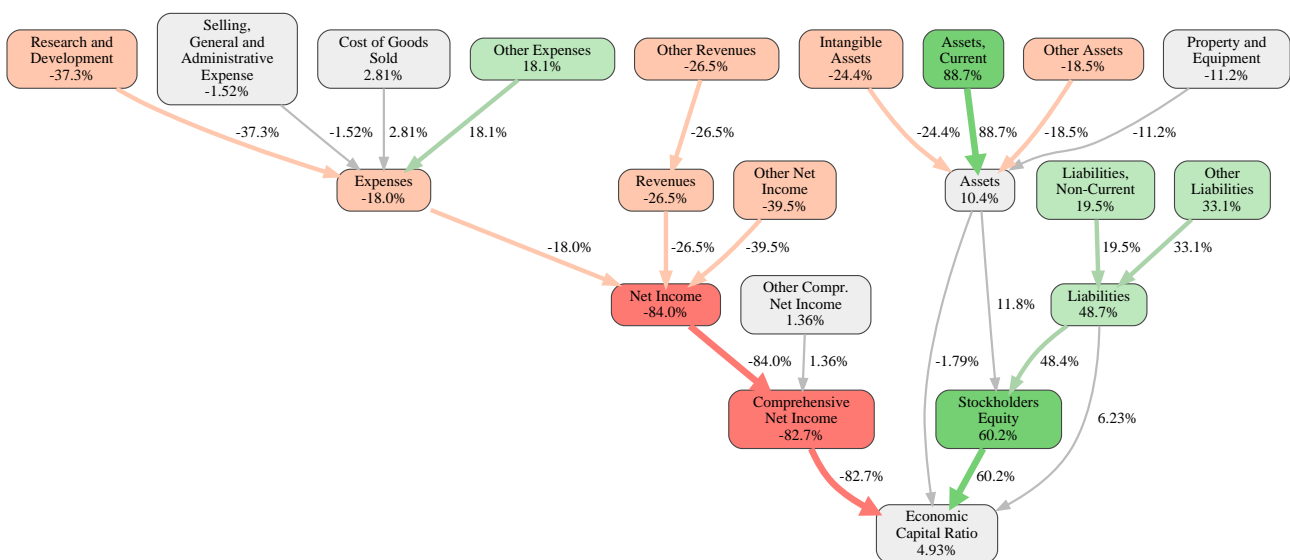 Research and
Development
-37.3%
Selling,
General and
Administrative
Expense
-1.52%
Cost of Goods
Sold
2.81%
Other Expenses
18.1%
Other Revenues
-26.5%
Intangible
Assets
-24.4%
Assets,
Current
88.7%
Other Assets
-18.5%
Property and
Equipment
-11.2%
-37.3%
-1.52%
2.81%
18.1%
-26.5%
-24.4%
88.7%
-18.5%
-11.2%
Expenses
-18.0%
Revenues
-26.5%
Other Net
Income
-39.5%
Assets
10.4%
Liabilities,
Non-Current
19.5%
Other
Liabilities
33.1%
-18.0%
-26.5%
-39.5%
19.5%
33.1%
Net Income
-84.0%
Other Compr.
Net Income
1.36%
11.8%
Liabilities
48.7%
-84.0%
1.36%
-1.79%
48.4%
Comprehensive
Net Income
-82.7%
Stockholders
Equity
60.2%
6.23%
-82.7%
60.2%
Economic
Capital Ratio
4.93%